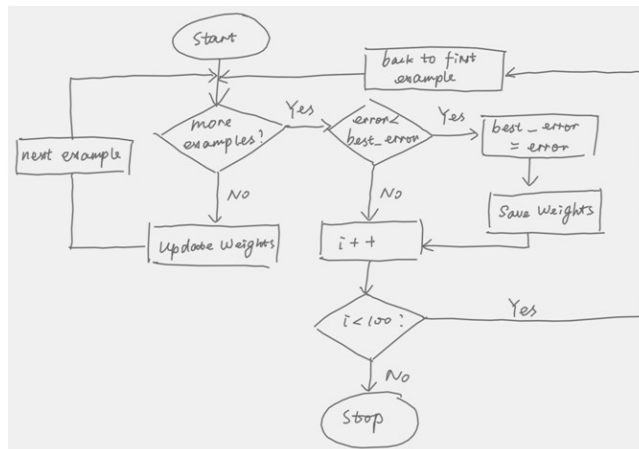 Start
back to first
example
more
examples?
Yes
error<
best_error
Yes
best_error
= error
next example
No
No
Save Weights
Update Weights
i++
i<100?
Yes
No
Stop